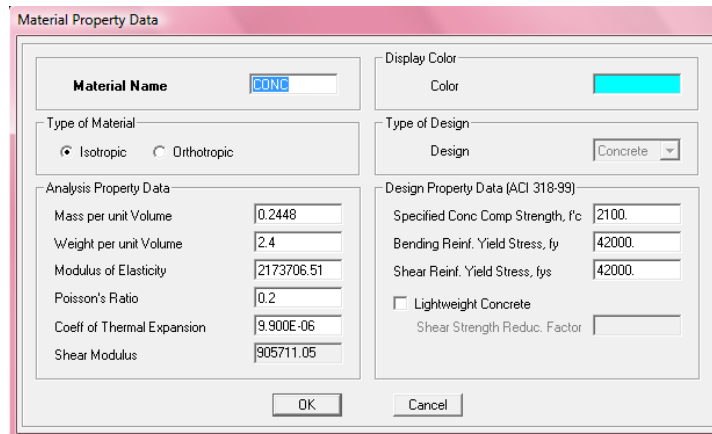 Material Property Data
Material Name
CONC
Display Color
Color
Type of Material
Isotropic
Orthotropic
Type of Design
Design
Concrete
Analysis Property Data
Mass per unit Volume
0.2448
Weight per unit Volume
2.4
Modulus of Elasticity
2173706.51
Poisson's Ratio
0.2
Coeff of Thermal Expansion
9.900E-06
Shear Modulus
905711.05
Design Property Data (ACI 318-99)
Specified Conc Comp Strength, f'c
2100.
Bending Reinf. Yield Stress, fy
42000.
Shear Reinf. Yield Stress, fys
42000.
Lightweight Concrete
Shear Strength Reduc. Factor
OK
Cancel